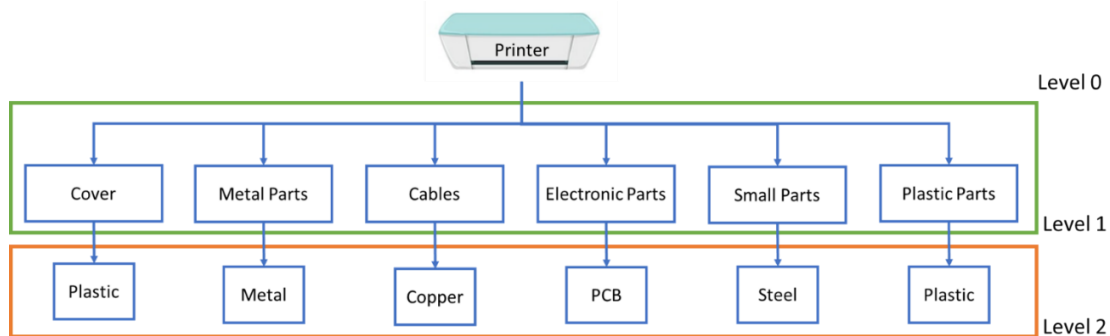 Printer
Level 0
Cover
Metal Parts
Cables
Electronic Parts
Small Parts
Plastic Parts
Level 1
Plastic
Metal
Copper
PCB
Steel
Plastic
Level 2